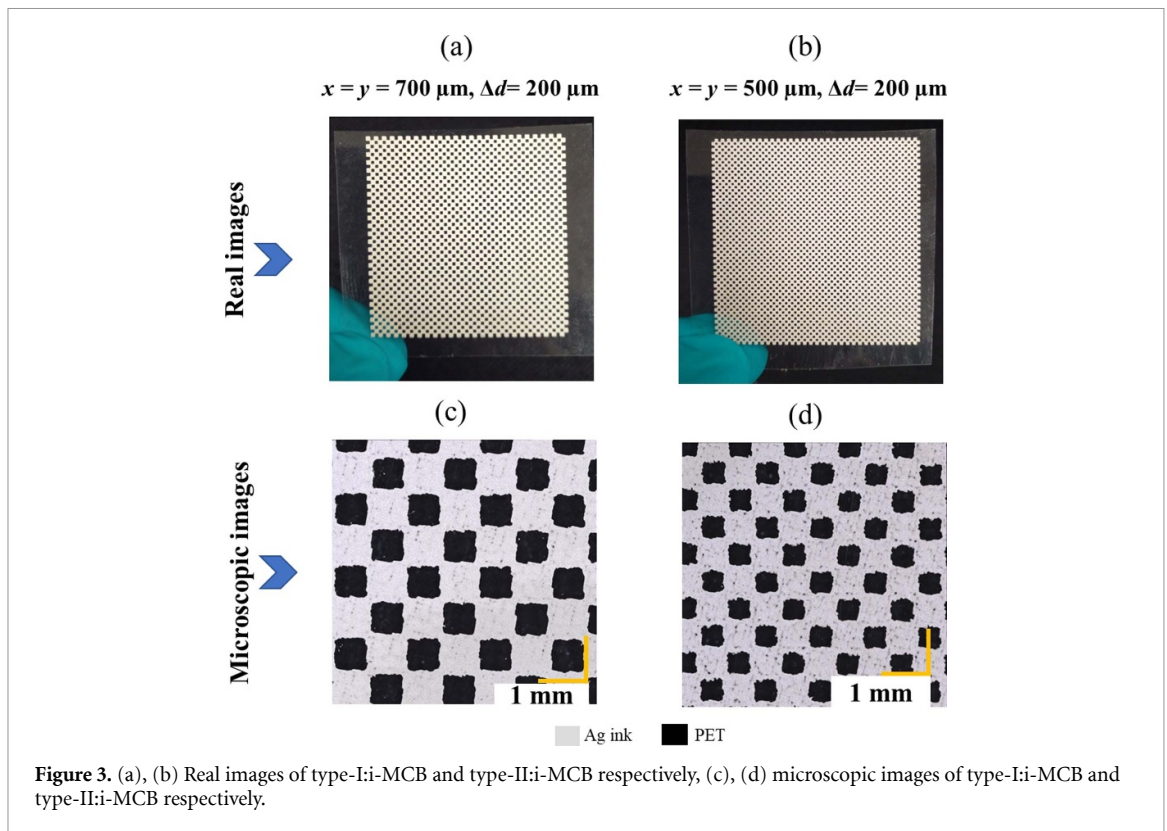 (a)
(b)
x = y = 700 μm, Δd= 200 μm
x = y = 500 μm, Δd= 200 μm
Real images
(c)
(d)
Microscopic images
1 mm
1 mm
Ag ink
PET
Figure 3. (a), (b) Real images of type-I:i-MCB and type-II:i-MCB respectively, (c), (d) microscopic images of type-I:i-MCB and
type-II:i-MCB respectively.